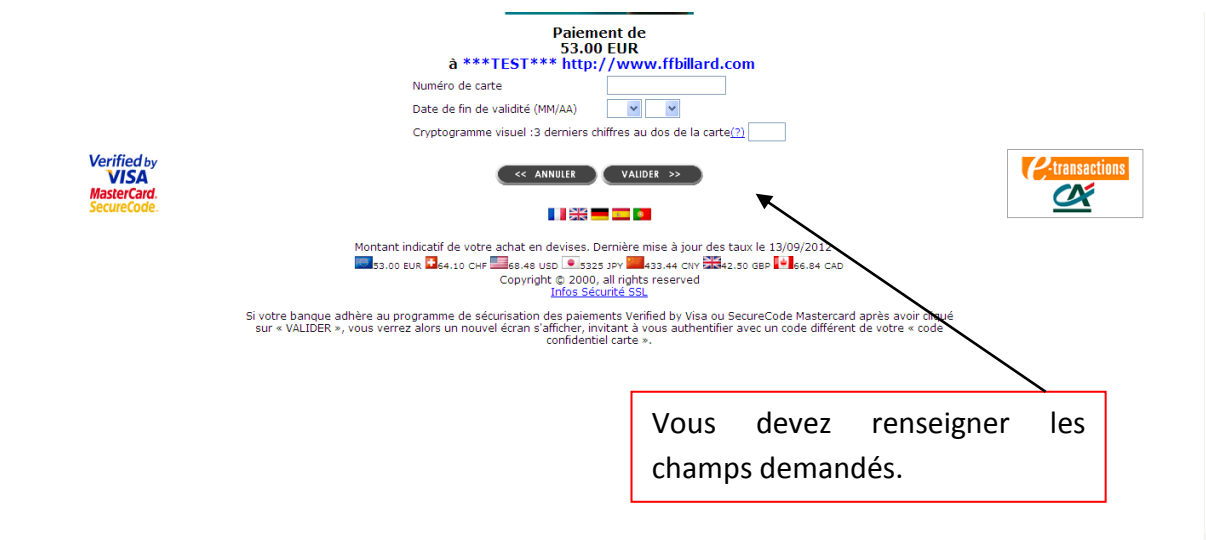 Paiement de
53.00 EUR
à ***TEST*** http://www.ffbillard.com
Numéro de carte
Date de fin de validité (MM/AA)
Cryptogramme visuel :3 derniers chiffres au dos de la carte(?)
Verified by
VISA
MasterCard.
SecureCode.
<< ANNULER
VALIDER >>
e-transactions
CA
Montant indicatif de votre achat en devises. Dernière mise à jour des taux le 13/09/2012
53.00 EUR 64.10 CHF 68.48 USD 5325 JPY 433.44 CNY 42.50 GBP 66.84 CAD
Copyright © 2000, all rights reserved
Infos Sécurité SSL
Si votre banque adhère au programme de sécurisation des paiements Verified by Visa ou SecureCode Mastercard après avoir cliqué
sur « VALIDER », vous verrez alors un nouvel écran s'afficher, invitant à vous authentifier avec un code différent de votre « code
confidentiel carte ».
Vous devez renseigner les
champs demandés.